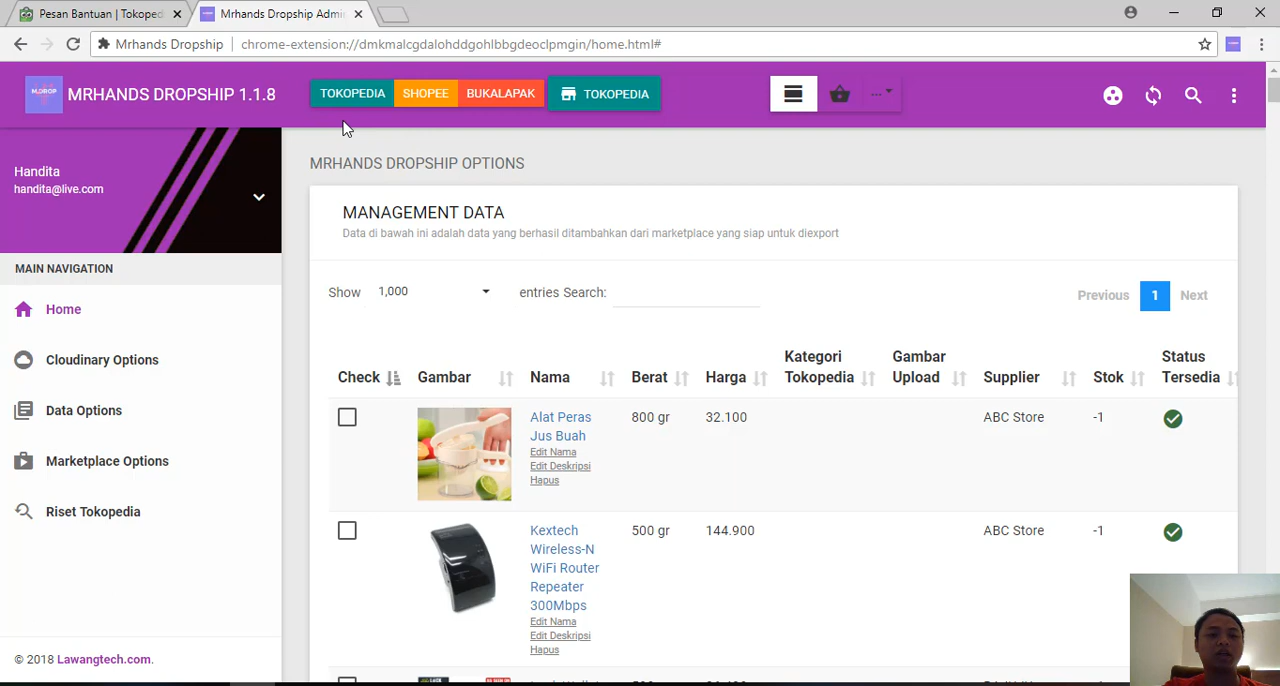 Pesan Bantuan | Tokoped
Mrhands Dropship Admi
Mrhands Dropship
chrome-extension://dmkmalcgdalohddgohlbbgdeoclpmgin/home.html#
M.DROP
MRHANDS DROPSHIP 1.1.8
TOKOPEDIA
SHOPEE
BUKALAPAK
TOKOPEDIA
...
Handita
handita@live.com
MAIN NAVIGATION
Home
Cloudinary Options
Data Options
Marketplace Options
Riset Tokopedia
© 2018 Lawangtech.com.
MRHANDS DROPSHIP OPTIONS
MANAGEMENT DATA
Data di bawah ini adalah data yang berhasil ditambahkan dari marketplace yang siap untuk diexport
Show 1,000 entries Search:
Previous 1 Next
Check
Gambar
Nama
Berat
Harga
Kategori
Tokopedia
Gambar
Upload
Supplier
Stok
Status
Tersedia
Alat Peras
Jus Buah
Edit Nama
Edit Deskripsi
Hapus
800 gr
32.100
ABC Store
-1
Kextech
Wireless-N
WiFi Router
Repeater
300Mbps
Edit Nama
Edit Deskripsi
Hapus
500 gr
144.900
ABC Store
-1